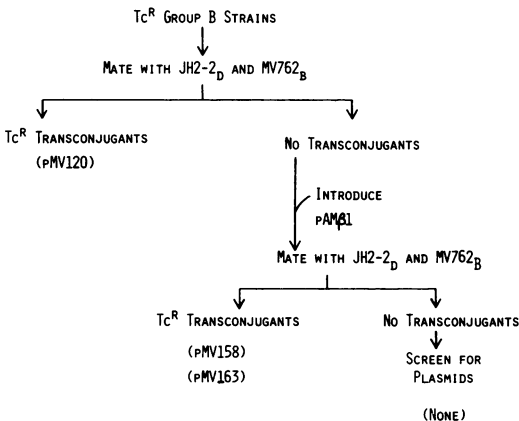 Tcᴿ GROUP B STRAINS
MATE WITH JH2-2D AND MV762B
Tcᴿ TRANSCONJUGANTS
(pMV120)
NO TRANSCONJUGANTS
INTRODUCE
pAMβ1
MATE WITH JH2-2D AND MV762B
Tcᴿ TRANSCONJUGANTS
(pMV158)
(pMV163)
NO TRANSCONJUGANTS
SCREEN FOR
PLASMIDS
(NONE)